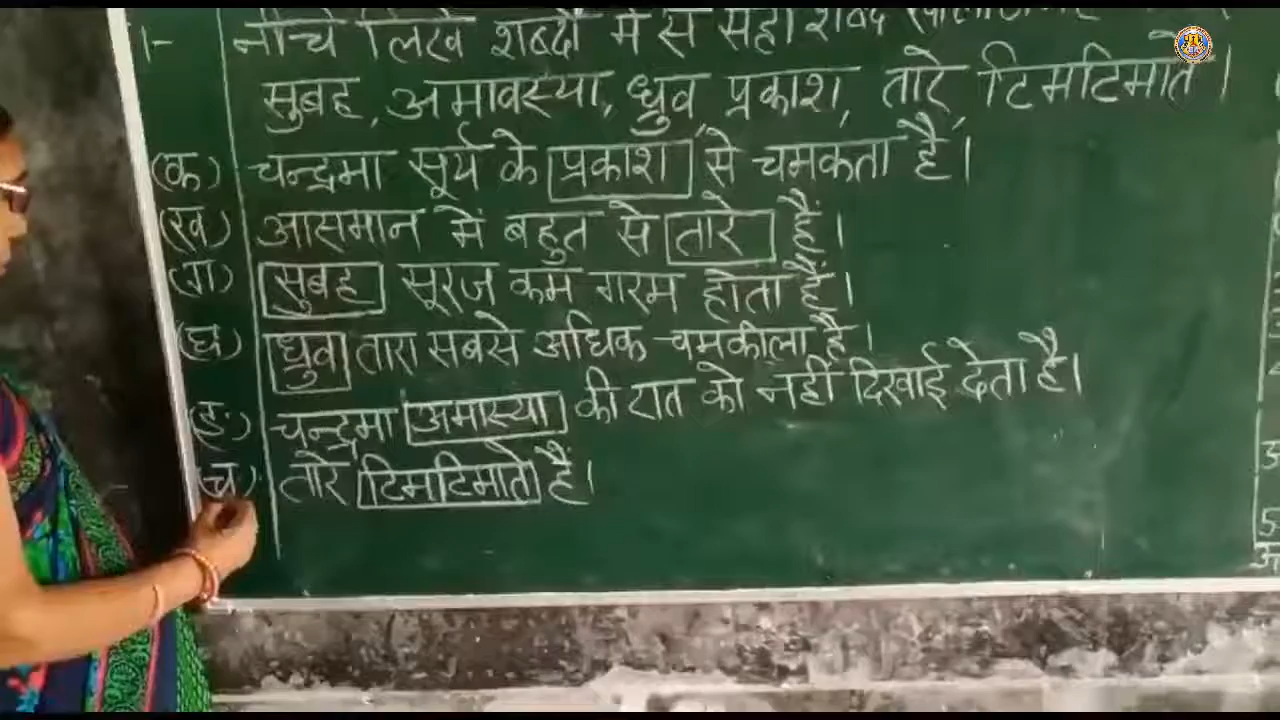 1- नीचे लिखे शब्दों में से सही शब्द
सुबह, अमावस्या, ध्रुव, प्रकाश, तारे, टिमटिमाते।
(क) चन्द्रमा सूर्य के प्रकाश से चमकता है।
(ख) आसमान में बहुत से तारे हैं।
(ग) सुबह सूरज कम गरम होता हैं।
(घ) ध्रुव तारा सबसे अधिक चमकीला है।
(ङ) चन्द्रमा अमास्या की रात को नहीं दिखाई देता है।
(च) तारे टिमटिमाते हैं।